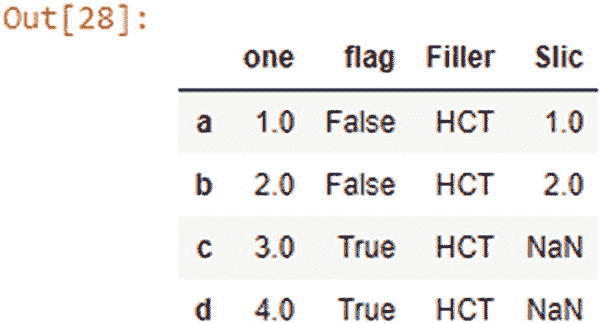 Out[28]:
one flag Filler Slic
a 1.0 False HCT 1.0
b 2.0 False HCT 2.0
c 3.0 True HCT NaN
d 4.0 True HCT NaN